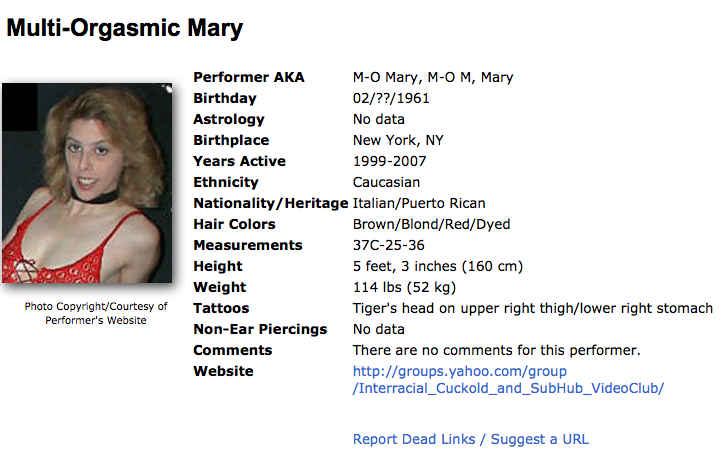 Multi-Orgasmic Mary
Performer AKA M-O Mary, M-O M, Mary
Birthday 02/??/1961
Astrology No data
Birthplace New York, NY
Years Active 1999-2007
Ethnicity Caucasian
Nationality/Heritage Italian/Puerto Rican
Hair Colors Brown/Blond/Red/Dyed
Measurements 37C-25-36
Height 5 feet, 3 inches (160 cm)
Weight 114 lbs (52 kg)
Tattoos Tiger's head on upper right thigh/lower right stomach
Non-Ear Piercings No data
Comments There are no comments for this performer.
Website http://groups.yahoo.com/group
/Interracial_Cuckold_and_SubHub_VideoClub/
Report Dead Links / Suggest a URL
Photo Copyright/Courtesy of
Performer's Website